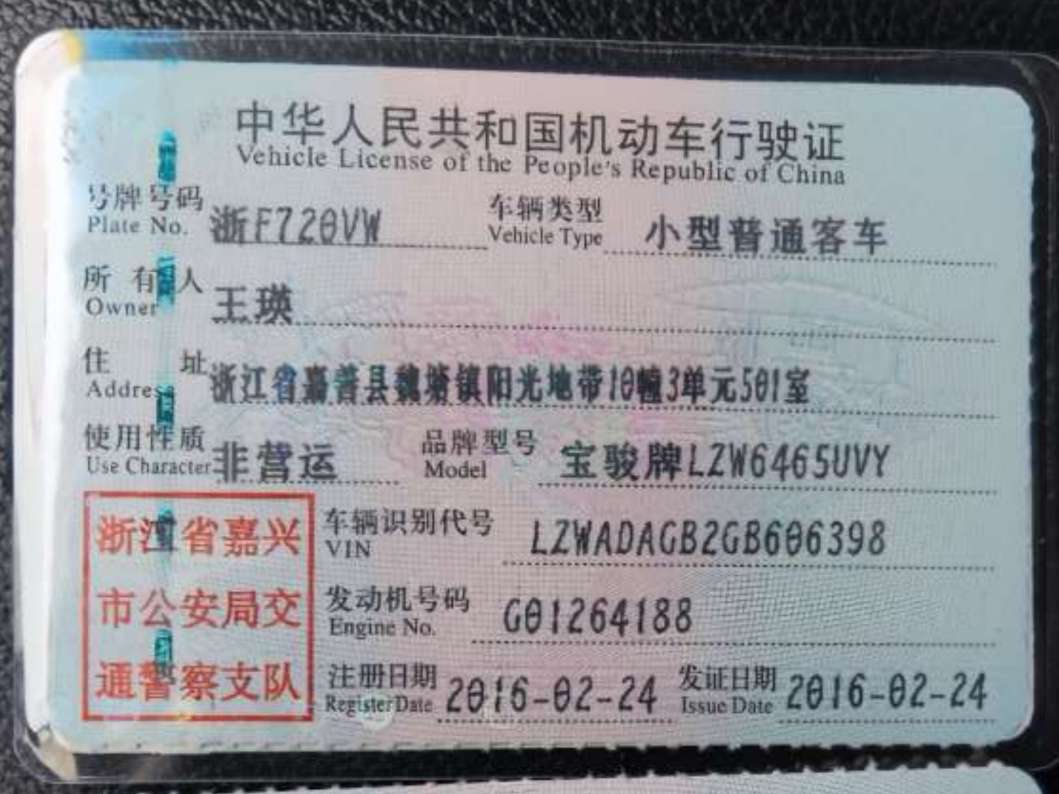 中华人民共和国机动车行驶证
Vehicle License of the People's Republic of China
号牌号码 浙F720VW 车辆类型 小型普通客车
Plate No. Vehicle Type
所有人 王瑛
Owner
住址 浙江省嘉善县魏塘镇阳光地带10幢3单元501室
Address
使用性质 非营运 品牌型号 宝骏牌LZW6465UVY
Use Character Model
浙江省嘉兴
市公安局交
通警察支队
车辆识别代号 LZWADAGB2GB606398
VIN
发动机号码 G01264188
Engine No.
注册日期 2016-02-24 发证日期 2016-02-24
Register Date Issue Date